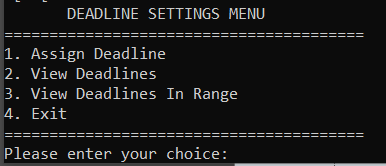 DEADLINE SETTINGS MENU
========================================
1. Assign Deadline
2. View Deadlines
3. View Deadlines In Range
4. Exit
========================================
Please enter your choice: